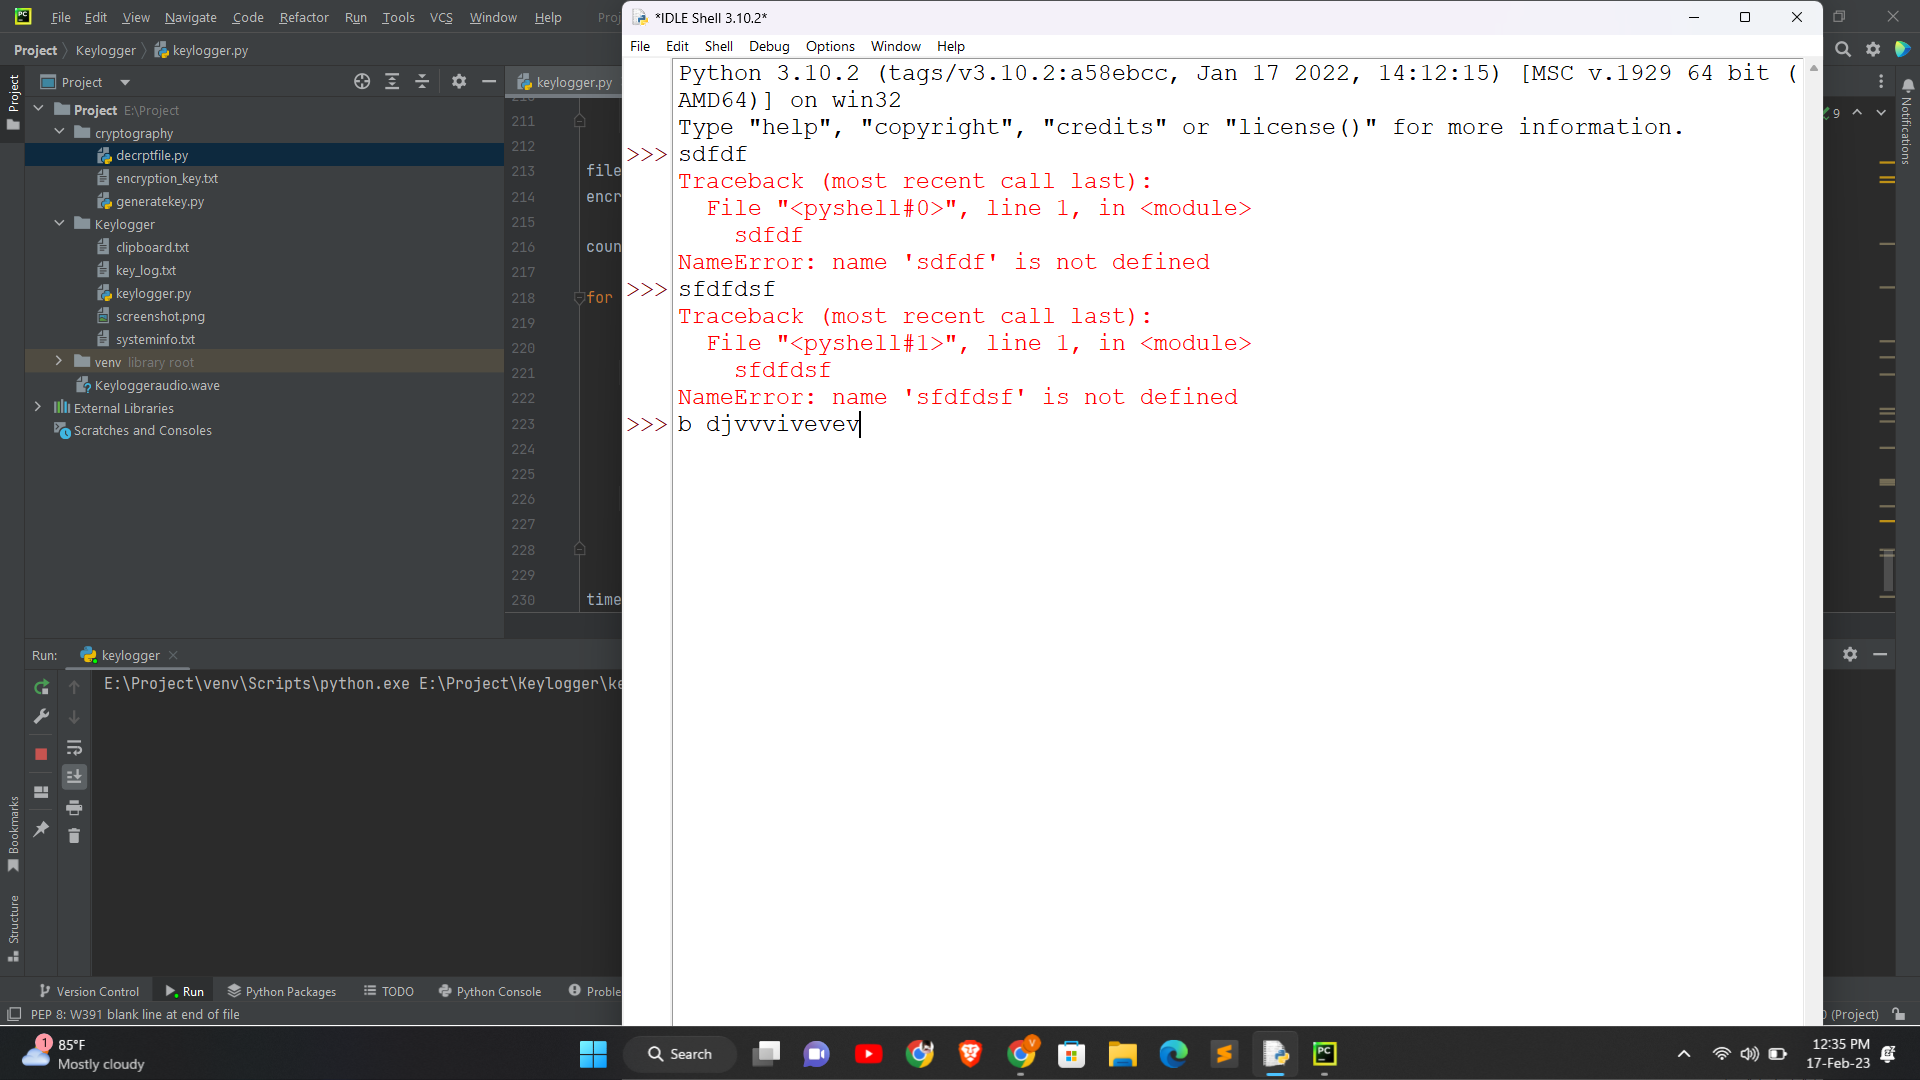 File Edit View Navigate Code Refactor Run Tools VCS Window Help
Project Keylogger keylogger.py
Project
Project
keylogger.py
Project E:\Project
cryptography
decrptfile.py
encryption_key.txt
generatekey.py
Keylogger
clipboard.txt
key_log.txt
keylogger.py
screenshot.png
systeminfo.txt
venv library root
Keyloggeraudio.wave
External Libraries
Scratches and Consoles
211
212
213 file
214 encr
215
216 coun
217
218 for
219
220
221
222
223
224
225
226
227
228
229
230 time
*IDLE Shell 3.10.2*
File Edit Shell Debug Options Window Help
Python 3.10.2 (tags/v3.10.2:a58ebcc, Jan 17 2022, 14:12:15) [MSC v.1929 64 bit (
AMD64)] on win32
Type "help", "copyright", "credits" or "license()" for more information.
>>> sdfdf
Traceback (most recent call last):
File "<pyshell#0>", line 1, in <module>
sdfdf
NameError: name 'sdfdf' is not defined
>>> sfdfdsf
Traceback (most recent call last):
File "<pyshell#1>", line 1, in <module>
sfdfdsf
NameError: name 'sfdfdsf' is not defined
>>> b djvvvivevev
9
Notifications
Run: keylogger
E:\Project\venv\Scripts\python.exe E:\Project\Keylogger\ke
Bookmarks
Structure
Version Control Run Python Packages TODO Python Console Proble
PEP 8: W391 blank line at end of file
(Project)
1
85°F
Mostly cloudy
Search
12:35 PM
17-Feb-23